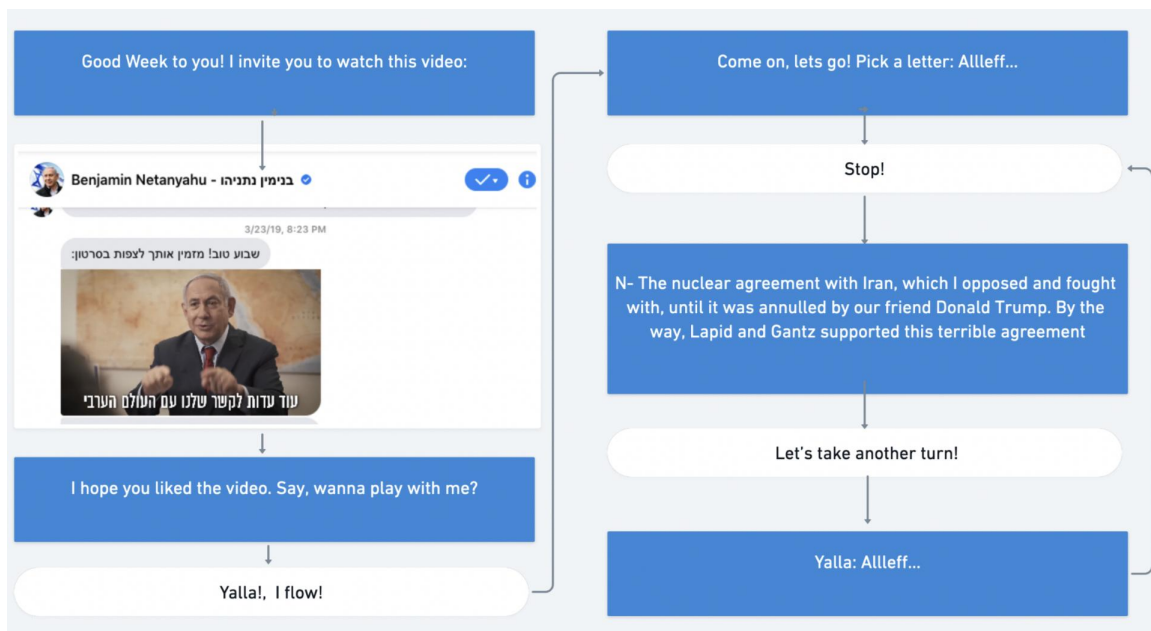 Good Week to you! I invite you to watch this video:
Benjamin Netanyahu - בנימין נתניהו
3/23/19, 8:23 PM
שבוע טוב! מזמין אותך לצפות בסרטון:
עוד עדות לקשר שלנו עם העולם הערבי
I hope you liked the video. Say, wanna play with me?
Yalla!, I flow!
Come on, lets go! Pick a letter: Allleff...
Stop!
N- The nuclear agreement with Iran, which I opposed and fought
with, until it was annulled by our friend Donald Trump. By the
way, Lapid and Gantz supported this terrible agreement
Let's take another turn!
Yalla: Allleff...